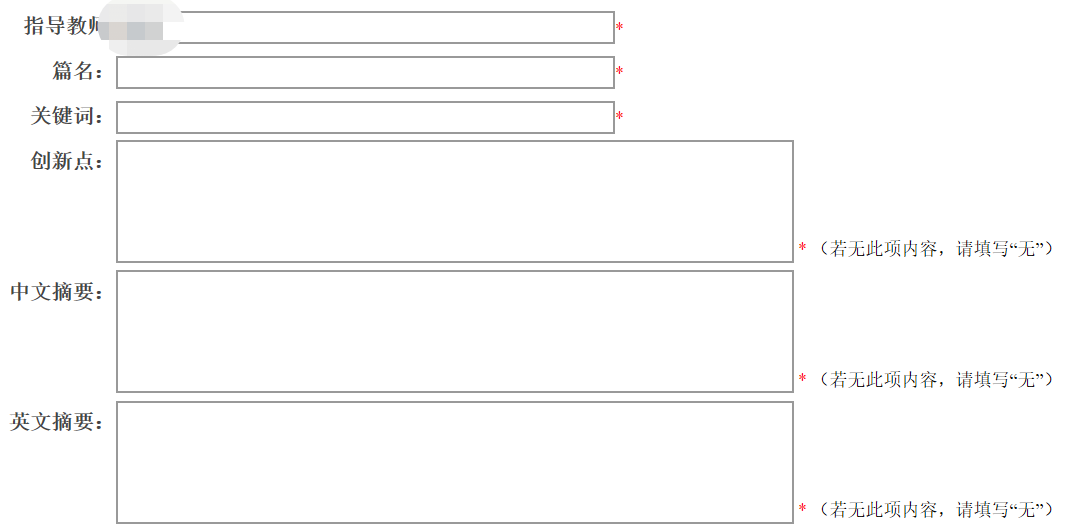 指导教师
*
篇名：
*
关键词：
*
创新点：
*（若无此项内容，请填写“无”）
中文摘要：
*（若无此项内容，请填写“无”）
英文摘要：
*（若无此项内容，请填写“无”）